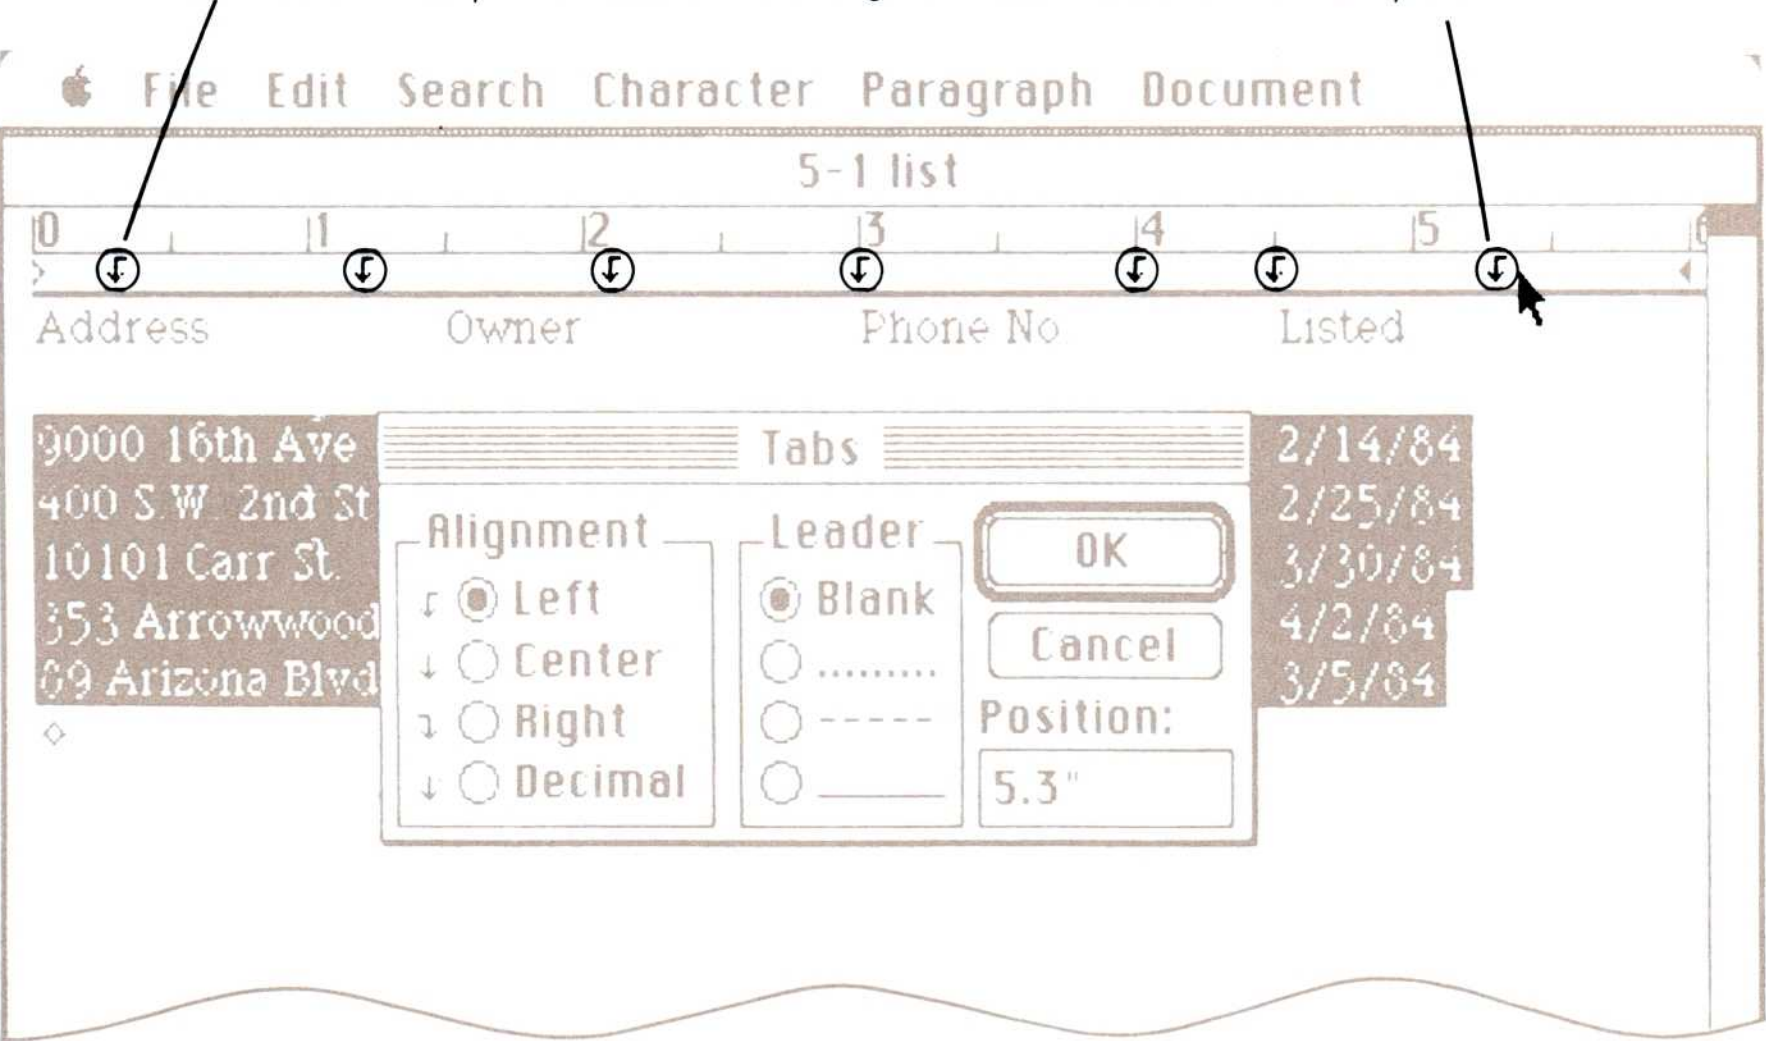 File Edit Search Character Paragraph Document
5-1 list
0 1 2 3 4 5 6
Address Owner Phone No Listed
Tabs
9000 16th Ave 2/14/84
400 S.W. 2nd St 2/25/84
10101 Carr St. 3/30/84
353 Arrowwood 4/2/84
89 Arizona Blvd 3/5/84
Alignment
Left
Center
Right
Decimal
Leader
Blank
OK
Cancel
Position:
5.3"